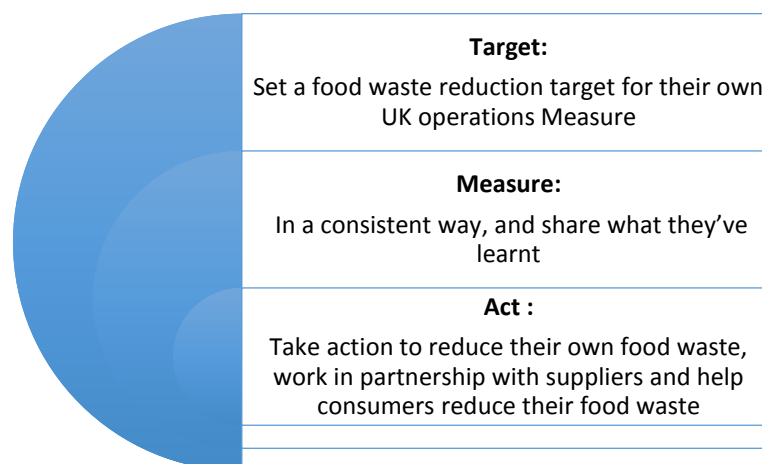 Target:
Set a food waste reduction target for their own
UK operations Measure
Measure:
In a consistent way, and share what they’ve
learnt
Act :
Take action to reduce their own food waste,
work in partnership with suppliers and help
consumers reduce their food waste